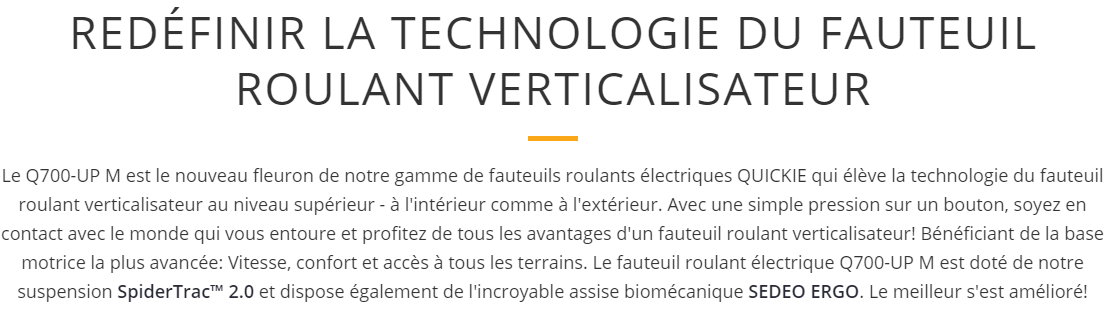 REDÉFINIR LA TECHNOLOGIE DU FAUTEUIL
ROULANT VERTICALISATEUR
Le Q700-UP M est le nouveau fleuron de notre gamme de fauteuils roulants électriques QUICKIE qui élève la technologie du fauteuil
roulant verticalisateur au niveau supérieur - à l'intérieur comme à l'extérieur. Avec une simple pression sur un bouton, soyez en
contact avec le monde qui vous entoure et profitez de tous les avantages d'un fauteuil roulant verticalisateur! Bénéficiant de la base
motrice la plus avancée: Vitesse, confort et accès à tous les terrains. Le fauteuil roulant électrique Q700-UP M est doté de notre
suspension SpiderTrac™ 2.0 et dispose également de l'incroyable assise biomécanique SEDEO ERGO. Le meilleur s'est amélioré!